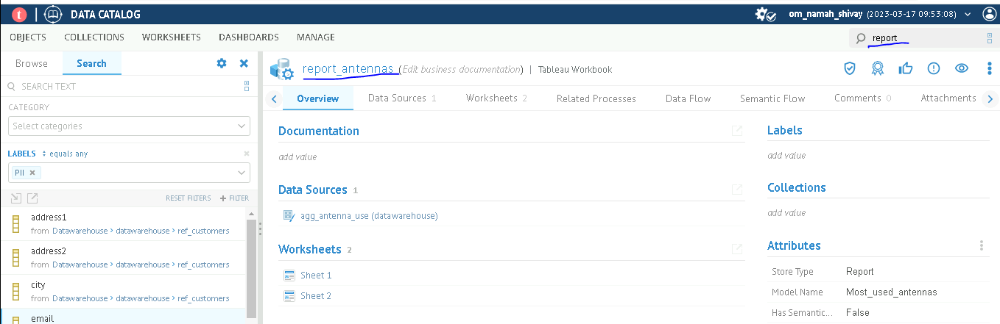 t DATA CATALOG om_namah_shivay (2023-03-17 09:53:08)
OBJECTS COLLECTIONS WORKSHEETS DASHBOARDS MANAGE report
Browse Search
SEARCH TEXT
CATEGORY
Select categories
LABELS equals any
PII ×
RESET FILTERS + FILTER
address1
from Datawarehouse > datawarehouse > ref_customers
address2
from Datawarehouse > datawarehouse > ref_customers
city
from Datawarehouse > datawarehouse > ref_customers
email
report_antennas (Edit business documentation) | Tableau Workbook
Overview Data Sources 1 Worksheets 2 Related Processes Data Flow Semantic Flow Comments 0 Attachments
Documentation
add value
Data Sources 1
agg_antenna_use (datawarehouse)
Worksheets 2
Sheet 1
Sheet 2
Labels
add value
Collections
add value
Attributes
Store Type Report
Model Name Most_used_antennas
Has Semantic... False